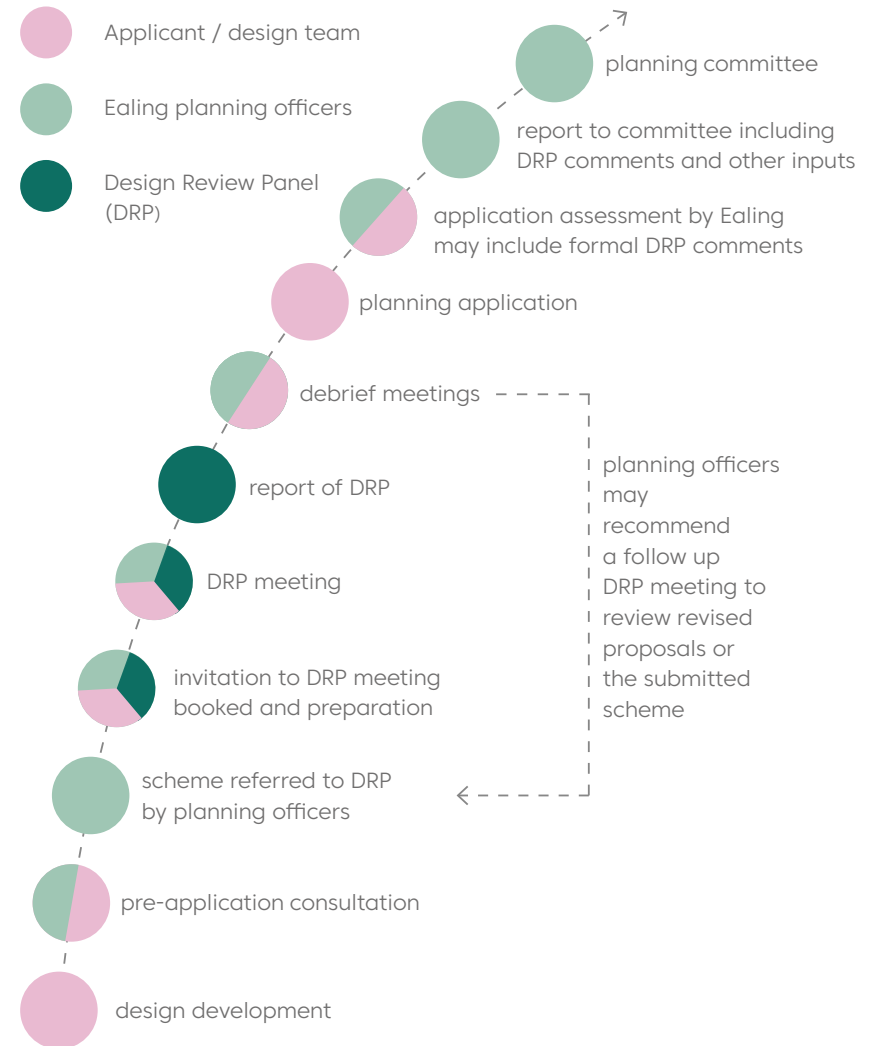 Applicant / design team
Ealing planning officers
Design Review Panel
(DRP)
planning committee
report to committee including
DRP comments and other inputs
application assessment by Ealing
may include formal DRP comments
planning application
debrief meetings
planning officers
may
recommend
a follow up
DRP meeting to
review revised
proposals or
the submitted
scheme
report of DRP
DRP meeting
invitation to DRP meeting
booked and preparation
scheme referred to DRP
by planning officers
pre-application consultation
design development